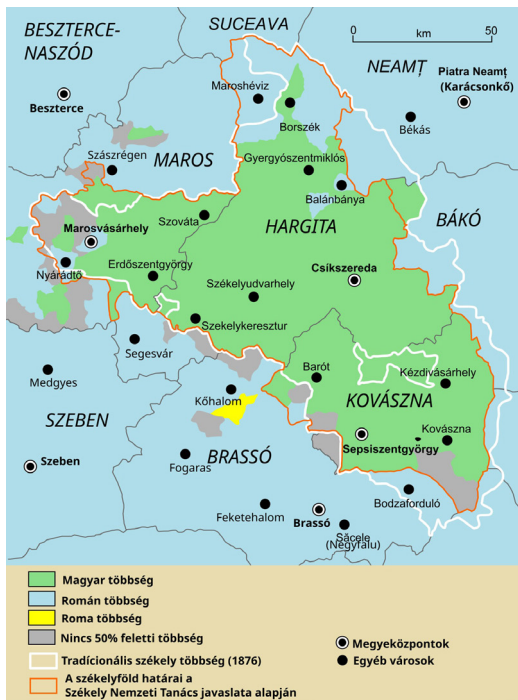 SUCEAVA
BESZTERCE-
NASZÓD
0 km 50
NEAMȚ
Piatra Neamț
(Karácsonkő)
Beszterce
Maroshévíz
Borszék
Békás
MAROS
Szászrégen
Gyergyószentmiklós
Balánbánya
BÁKÓ
Marosvásárhely
Szováta
HARGITA
Nyárádtő
Erdőszentgyörgy
Székelyudvarhely
Csíkszereda
Szekelykeresztur
Segesvár
Medgyes
Barót
Kézdivásárhely
Kőhalom
KOVÁSZNA
SZEBEN
Szeben
Sepsiszentgyörgy
Kovászna
Fogaras
BRASSÓ
Bodzaforduló
Feketehalom
Brassó
Săcele
(Négyfalu)
Magyar többség
Román többség
Roma többség
Nincs 50% feletti többség
Tradícionális székely többség (1876)
A székelyföld határai a
Székely Nemzeti Tanács javaslata alapján
Megyeközpontok
Egyéb városok